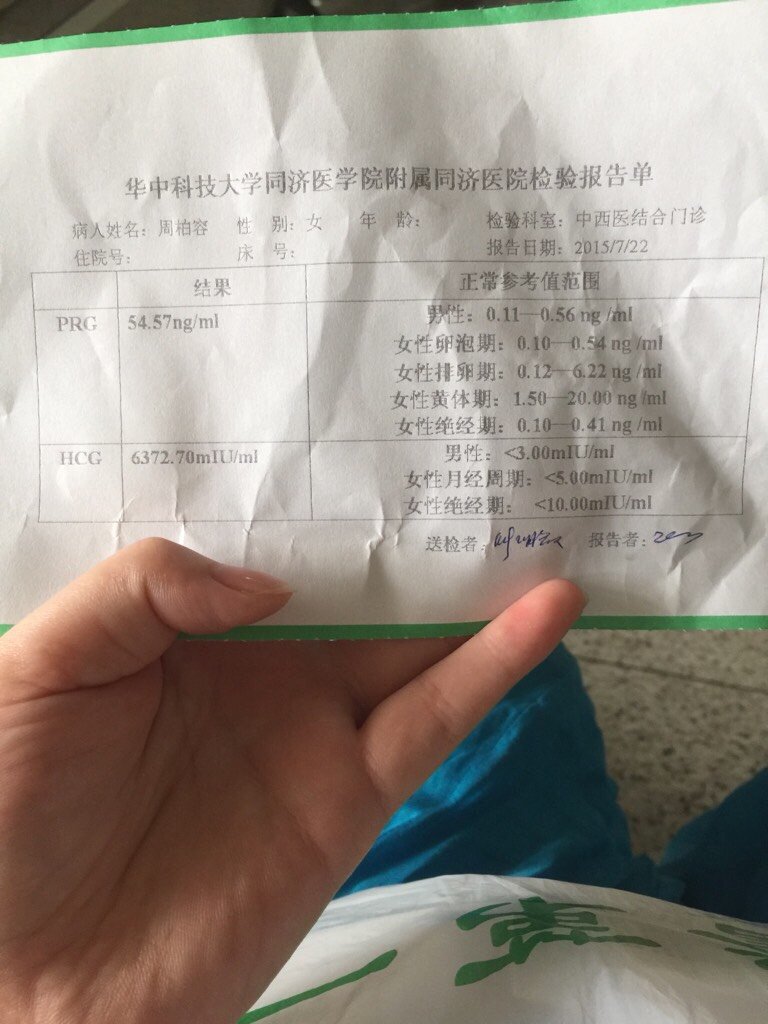 华中科技大学同济医学院附属同济医院检验报告单
病人姓名：周柏容 性 别：女 年 龄： 检验科室：中西医结合门诊
住院号： 床 号： 报告日期：2015/7/22
结果 正常参考值范围
PRG 54.57ng/ml 男性：0.11—0.56 ng /ml
女性卵泡期：0.10—0.54 ng /ml
女性排卵期：0.12—6.22 ng /ml
女性黄体期：1.50—20.00 ng /ml
女性绝经期：0.10—0.41 ng /ml
HCG 6372.70mIU/ml 男性：<3.00mIU/ml
女性月经周期：<5.00mIU/ml
女性绝经期： <10.00mIU/ml
送检者： 报告者：